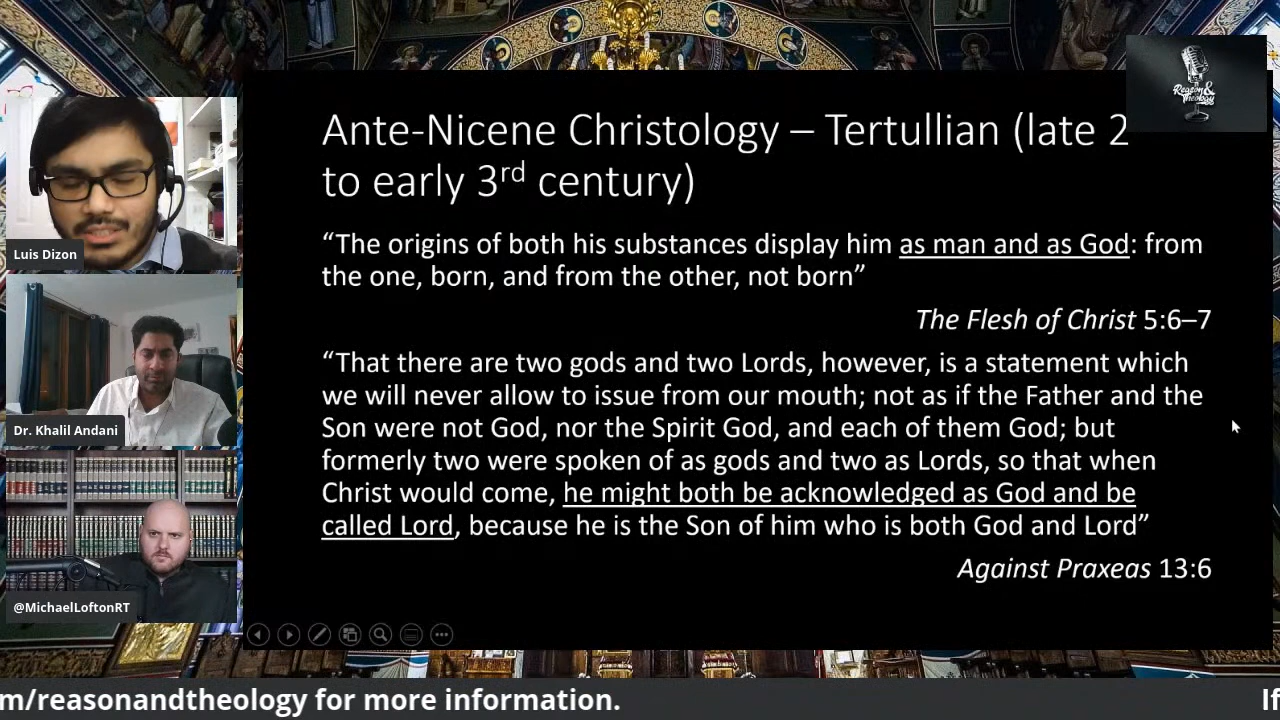 Ante-Nicene Christology – Tertullian (late 2
to early 3rd century)
Reason &
Theology
“The origins of both his substances display him as man and as God: from
the one, born, and from the other, not born”
The Flesh of Christ 5:6–7
“That there are two gods and two Lords, however, is a statement which
we will never allow to issue from our mouth; not as if the Father and the
Son were not God, nor the Spirit God, and each of them God; but
formerly two were spoken of as gods and two as Lords, so that when
Christ would come, he might both be acknowledged as God and be
called Lord, because he is the Son of him who is both God and Lord”
Against Praxeas 13:6
Luis Dizon
Dr. Khalil Andani
@MichaelLoftonRT
m/reasonandtheology for more information.
If